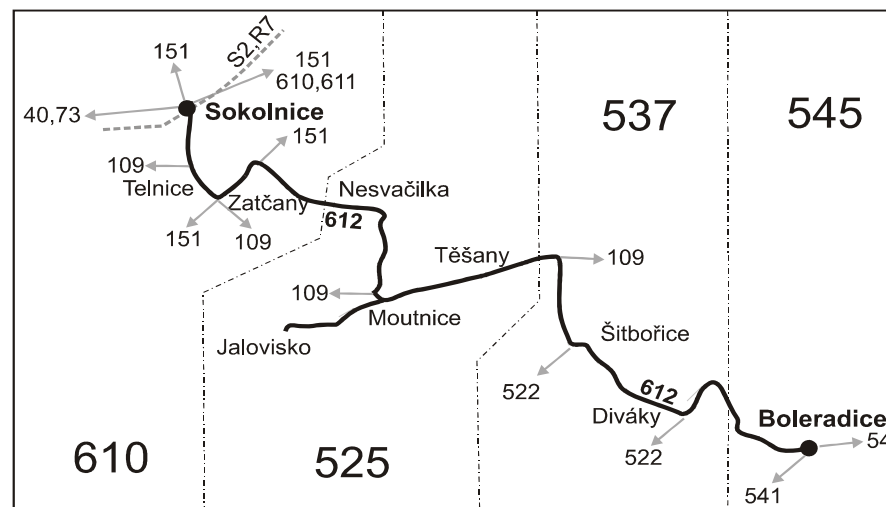 S2,R7
151
151
610,611
40,73
Sokolnice
537
545
151
109
Telnice
Zatčany
Nesvačilka
612
151
109
Těšany
109
109
Moutnice
Jalovisko
Šitbořice
522
612
Diváky
Boleradice
54
610
525
522
541